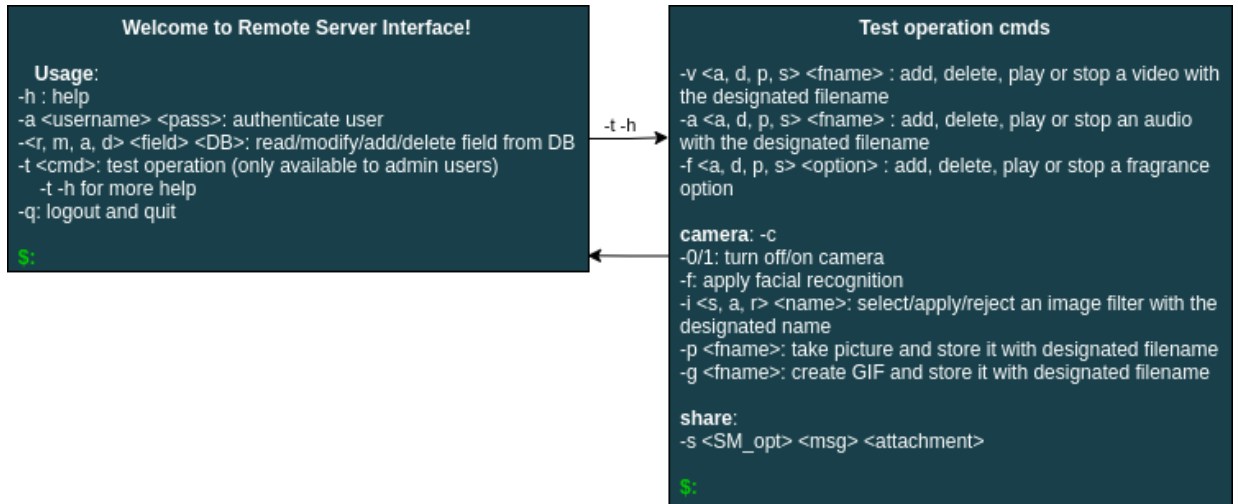 Welcome to Remote Server Interface!
Usage:
-h : help
-a <username> <pass>: authenticate user
-<r, m, a, d> <field> <DB>: read/modify/add/delete field from DB
-t <cmd>: test operation (only available to admin users)
-t -h for more help
-q: logout and quit
$:
-t -h
Test operation cmds
-v <a, d, p, s> <fname> : add, delete, play or stop a video with
the designated filename
-a <a, d, p, s> <fname> : add, delete, play or stop an audio
with the designated filename
-f <a, d, p, s> <option> : add, delete, play or stop a fragrance
option
camera: -c
-0/1: turn off/on camera
-f: apply facial recognition
-i <s, a, r> <name>: select/apply/reject an image filter with the
designated name
-p <fname>: take picture and store it with designated filename
-g <fname>: create GIF and store it with designated filename
share:
-s <SM_opt> <msg> <attachment>
$: